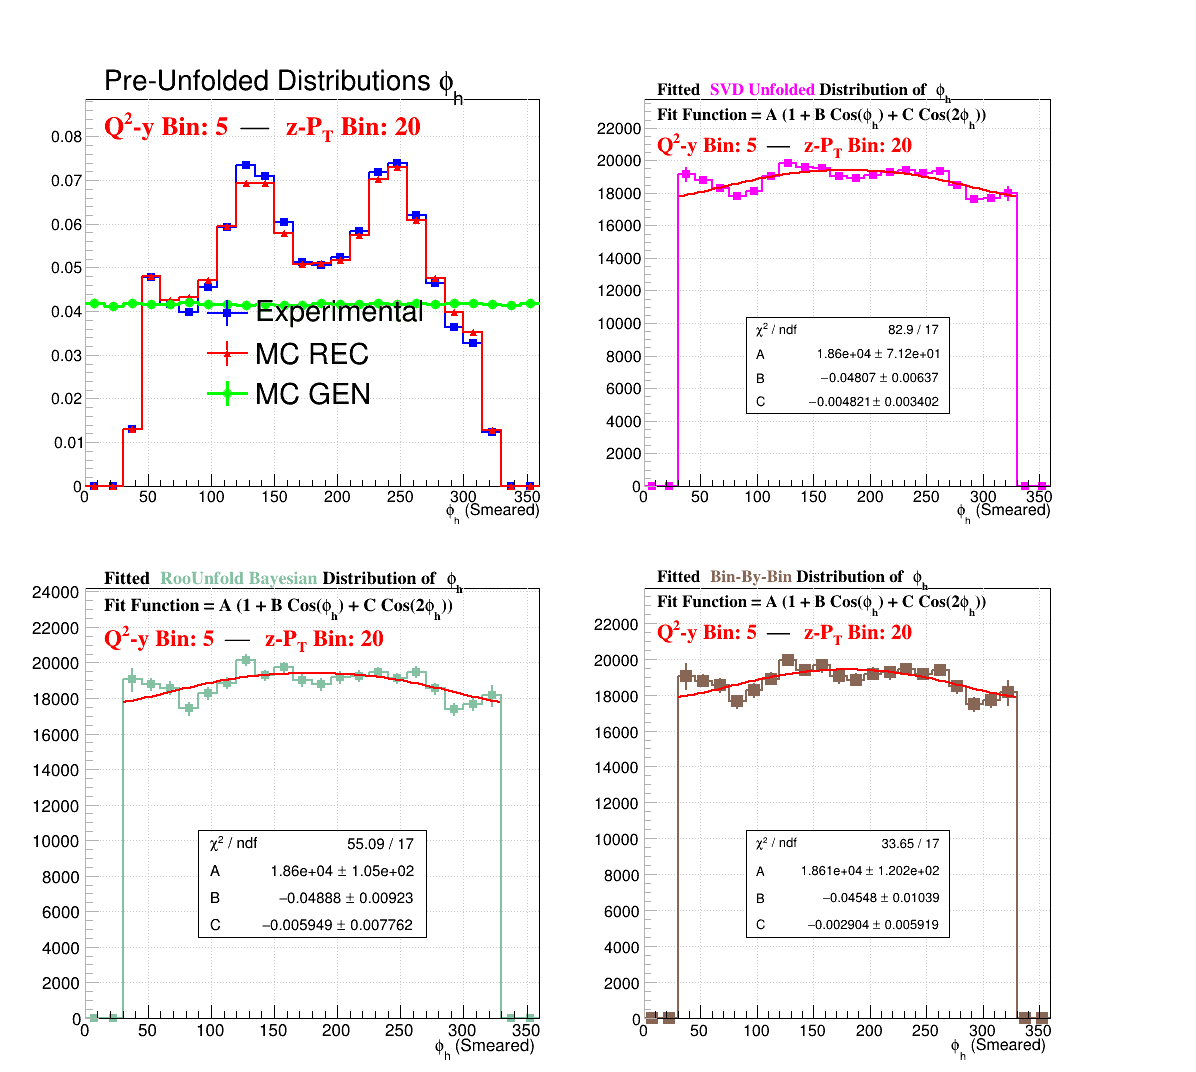 Pre-Unfolded Distributions ϕh
Q²-y Bin: 5 — z-PT Bin: 20
0.08
0.07
0.06
0.05
0.04
0.03
0.02
0.01
0
Experimental
MC REC
MC GEN
0 50 100 150 200 250 300 350
ϕh (Smeared)
Fitted SVD Unfolded Distribution of ϕh
Fit Function = A (1 + B Cos(ϕh) + C Cos(2ϕh))
Q²-y Bin: 5 — z-PT Bin: 20
22000
20000
18000
16000
14000
12000
10000
8000
6000
4000
2000
0
χ² / ndf 82.9 / 17
A 1.86e+04 ± 7.12e+01
B −0.04807 ± 0.00637
C −0.004821 ± 0.003402
0 50 100 150 200 250 300 350
ϕh (Smeared)
Fitted RooUnfold Bayesian Distribution of ϕh
Fit Function = A (1 + B Cos(ϕh) + C Cos(2ϕh))
Q²-y Bin: 5 — z-PT Bin: 20
24000
22000
20000
18000
16000
14000
12000
10000
8000
6000
4000
2000
0
χ² / ndf 55.09 / 17
A 1.86e+04 ± 1.05e+02
B −0.04888 ± 0.00923
C −0.005949 ± 0.007762
0 50 100 150 200 250 300 350
ϕh (Smeared)
Fitted Bin-By-Bin Distribution of ϕh
Fit Function = A (1 + B Cos(ϕh) + C Cos(2ϕh))
Q²-y Bin: 5 — z-PT Bin: 20
22000
20000
18000
16000
14000
12000
10000
8000
6000
4000
2000
0
χ² / ndf 33.65 / 17
A 1.861e+04 ± 1.202e+02
B −0.04548 ± 0.01039
C −0.002904 ± 0.005919
0 50 100 150 200 250 300 350
ϕh (Smeared)